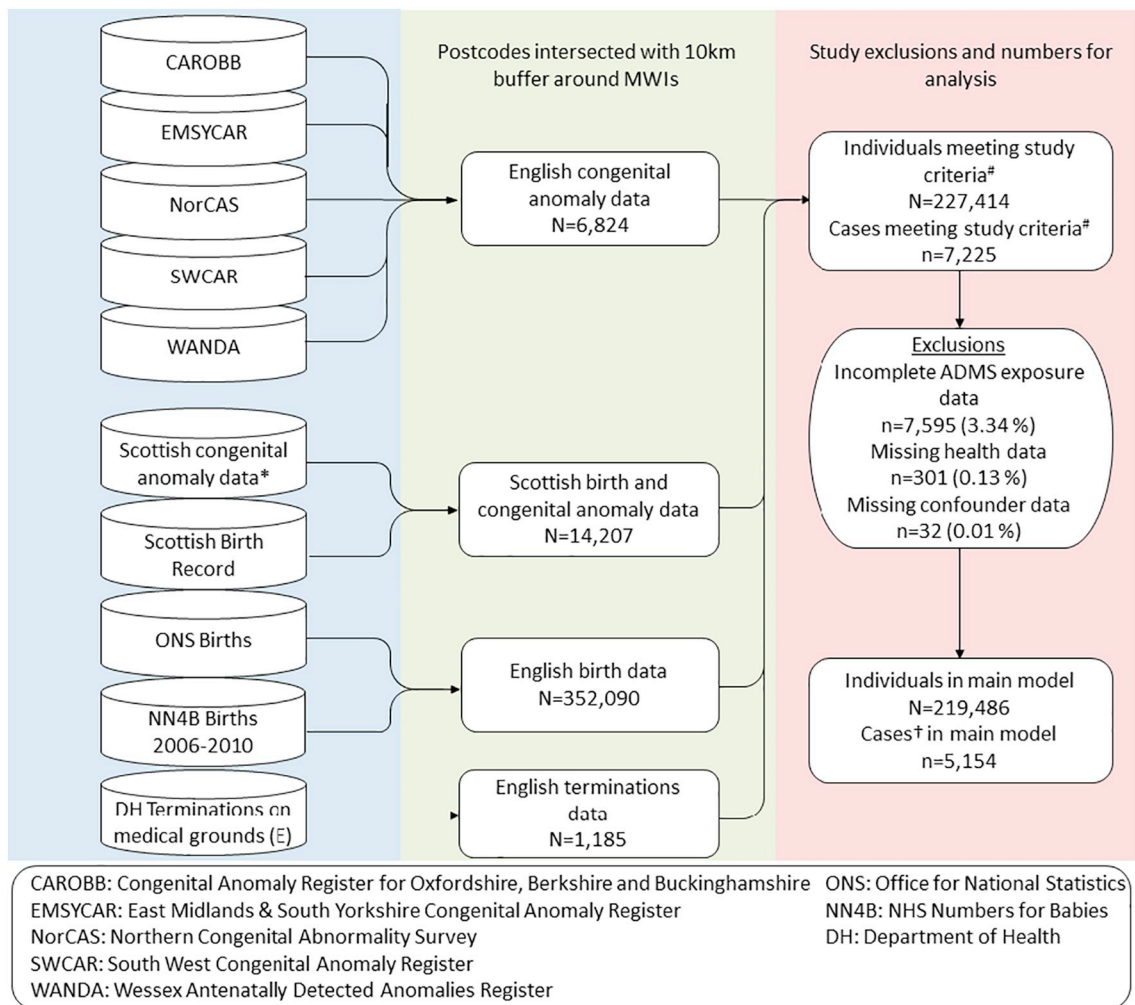 CAROBB
EMSYCAR
NorCAS
SWCAR
WANDA
Scottish congenital
anomaly data*
Scottish Birth
Record
ONS Births
NN4B Births
2006-2010
DH Terminations on
medical grounds (E)
Postcodes intersected with 10km
buffer around MWIs
English congenital
anomaly data
N=6,824
Scottish birth and
congenital anomaly data
N=14,207
English birth data
N=352,090
English terminations
data
N=1,185
Study exclusions and numbers for
analysis
Individuals meeting study
criteria#
N=227,414
Cases meeting study criteria#
n=7,225
Exclusions
Incomplete ADMS exposure
data
n=7,595 (3.34 %)
Missing health data
n=301 (0.13 %)
Missing confounder data
n=32 (0.01 %)
Individuals in main model
N=219,486
Cases† in main model
n=5,154
CAROBB: Congenital Anomaly Register for Oxfordshire, Berkshire and Buckinghamshire
EMSYCAR: East Midlands & South Yorkshire Congenital Anomaly Register
NorCAS: Northern Congenital Abnormality Survey
SWCAR: South West Congenital Anomaly Register
WANDA: Wessex Antenatally Detected Anomalies Register
ONS: Office for National Statistics
NN4B: NHS Numbers for Babies
DH: Department of Health